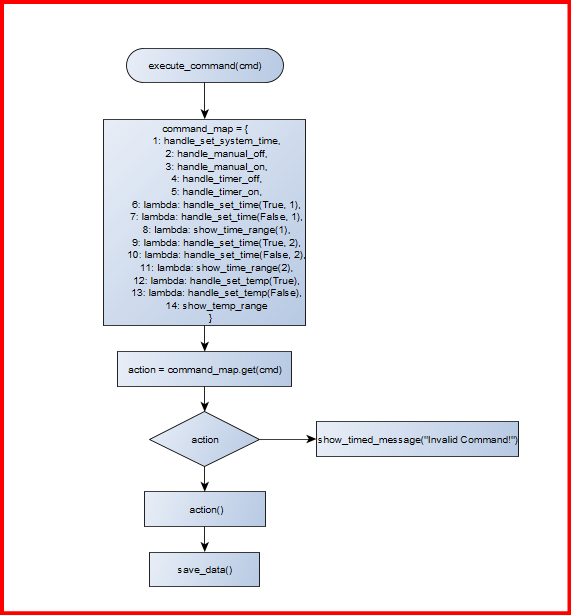 execute_command(cmd)
command_map = {
1: handle_set_system_time,
2: handle_manual_off,
3: handle_manual_on,
4: handle_timer_off,
5: handle_timer_on,
6: lambda: handle_set_time(True, 1),
7: lambda: handle_set_time(False, 1),
8: lambda: show_time_range(1),
9: lambda: handle_set_time(True, 2),
10: lambda: handle_set_time(False, 2),
11: lambda: show_time_range(2),
12: lambda: handle_set_temp(True),
13: lambda: handle_set_temp(False),
14: show_temp_range
}
action = command_map.get(cmd)
action
show_timed_message("Invalid Command!")
action()
save_data()